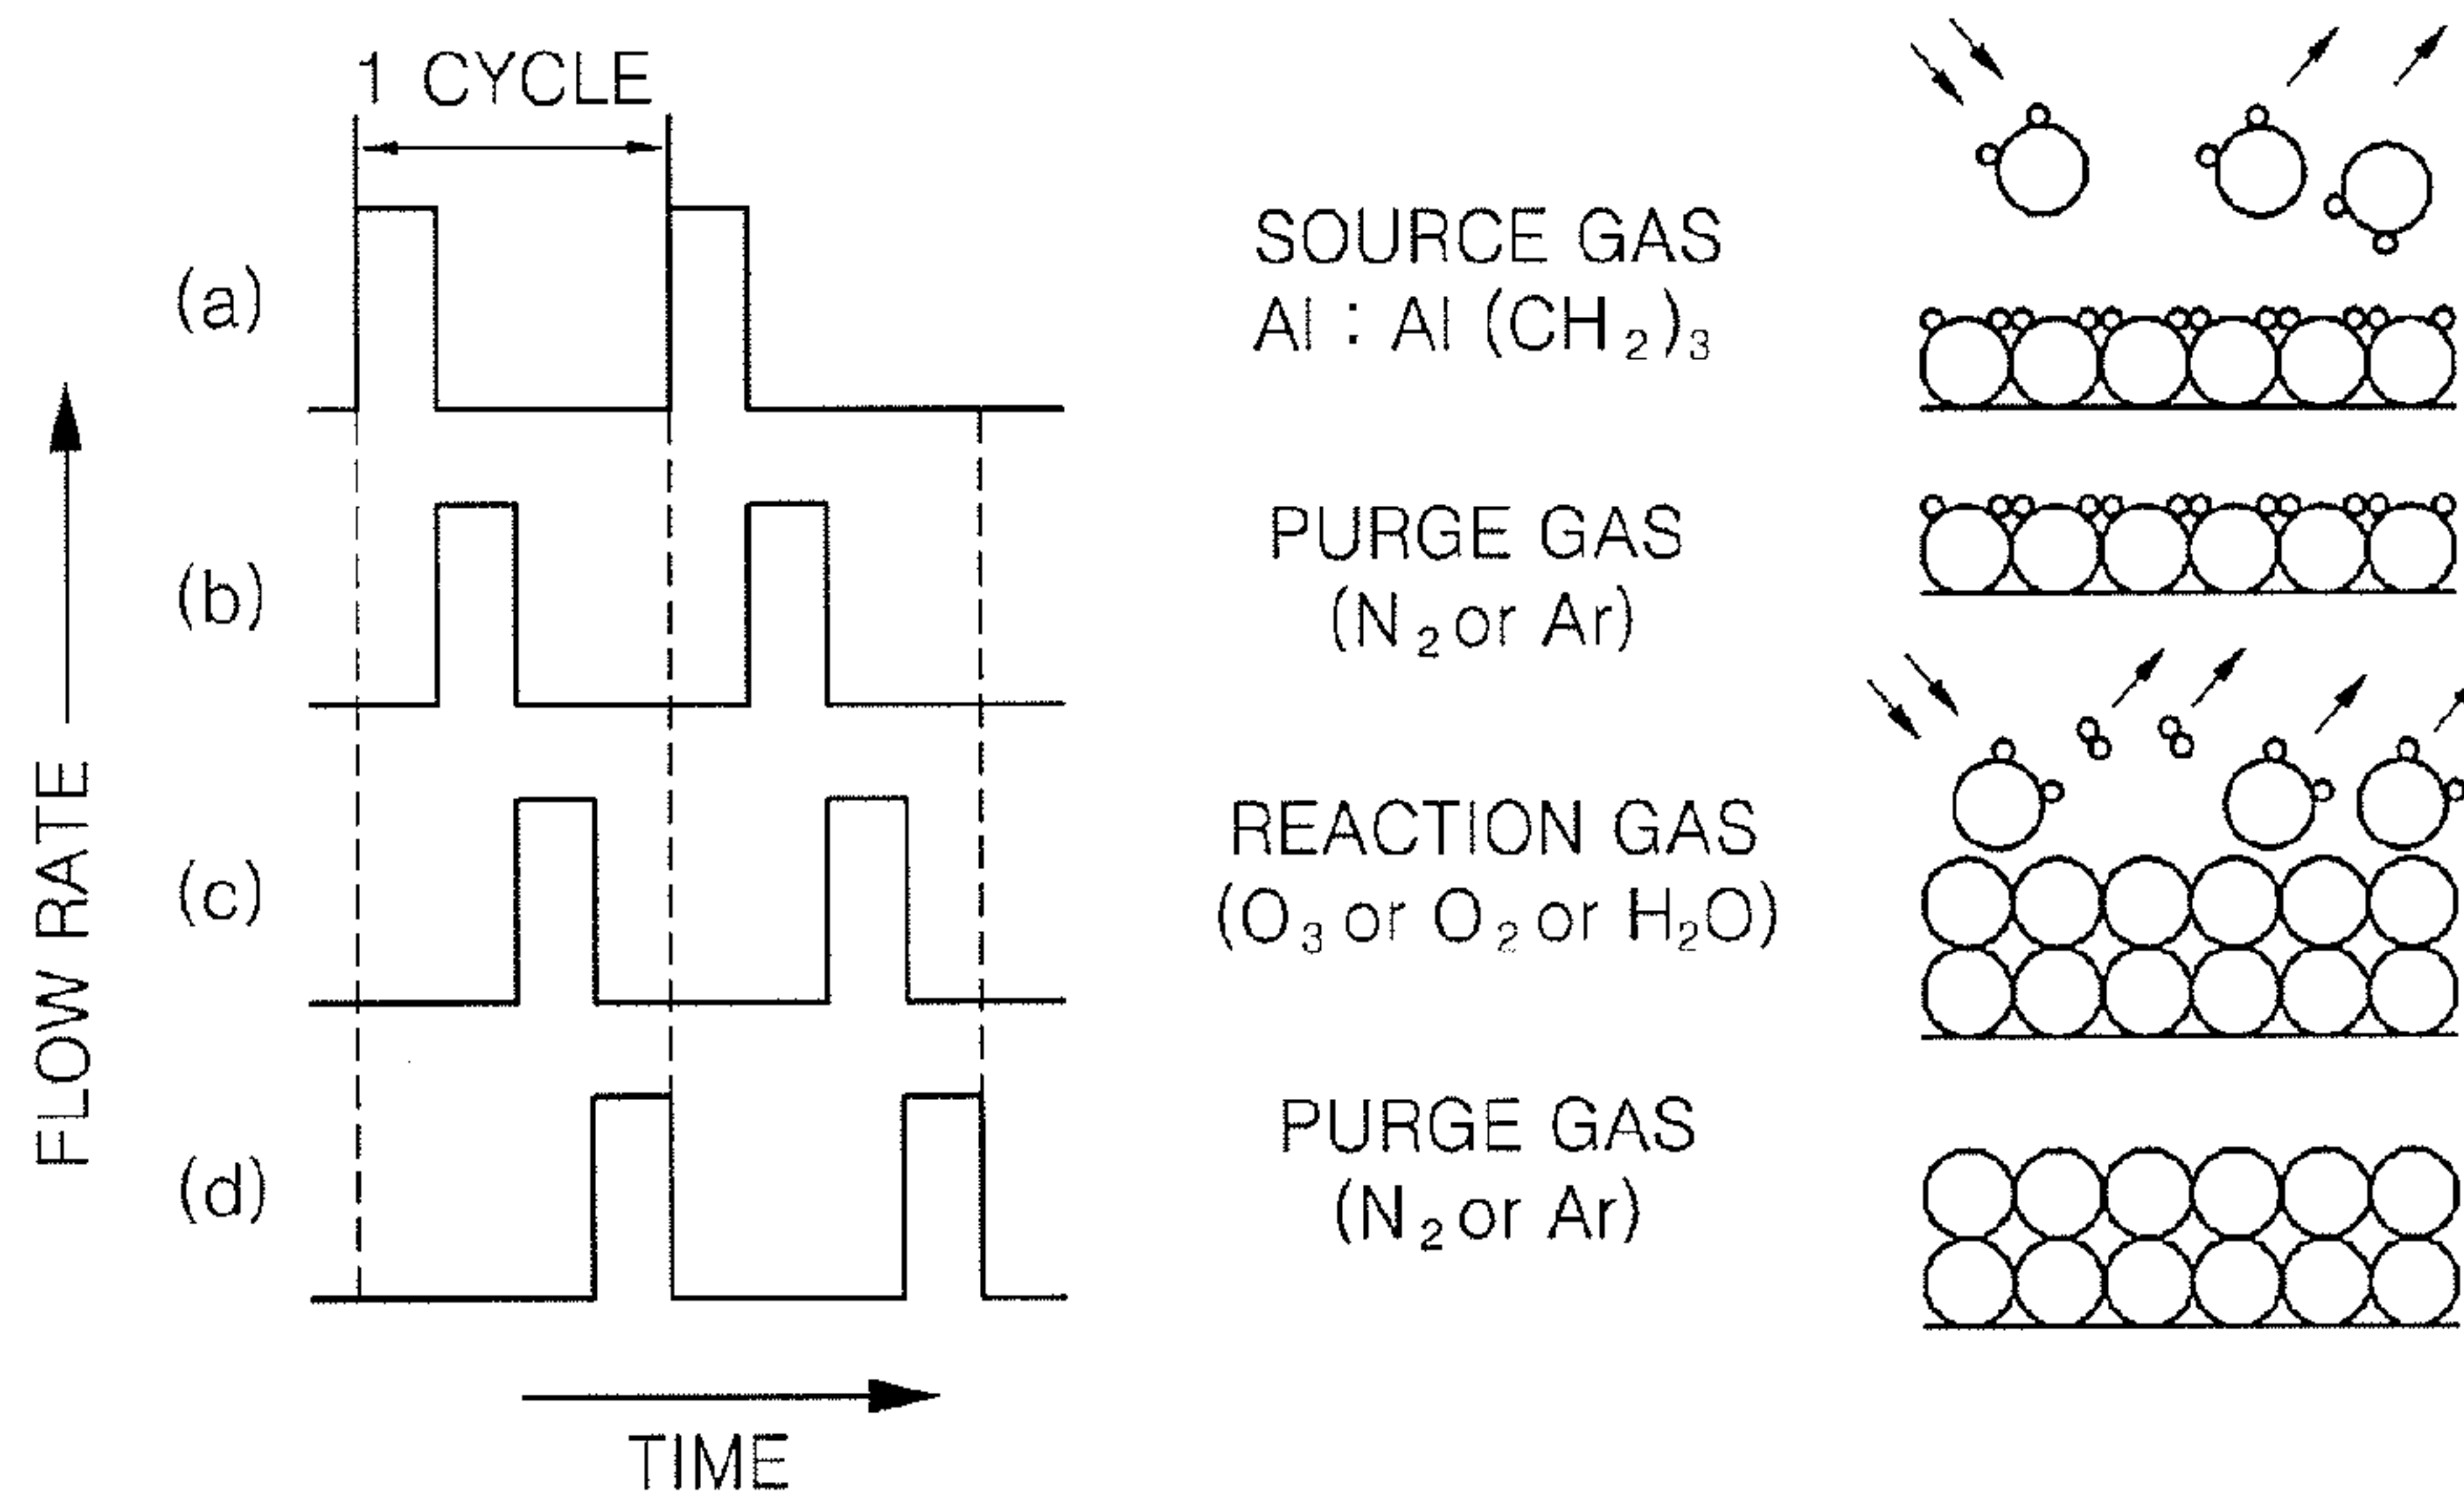 1 CYCLE
(a)
SOURCE GAS
Al : Al (CH₂)₃
(b)
PURGE GAS
(N₂ or Ar)
(c)
REACTION GAS
(O₃ or O₂ or H₂O)
(d)
PURGE GAS
(N₂ or Ar)
FLOW RATE
TIME